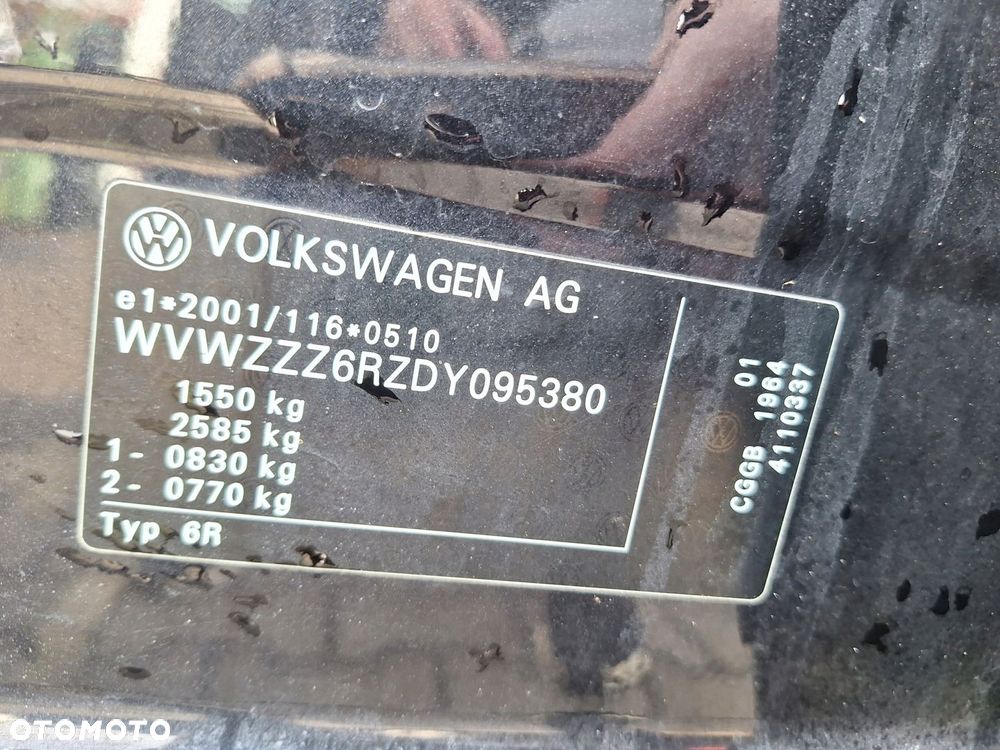 VOLKSWAGEN AG
e1*2001/116*0510
WVWZZZ6RZDY095380
1550 kg
2585 kg
1- 0830 kg
2- 0770 kg
Typ 6R
01
CGGB 1964
4110337
OTOMOTO